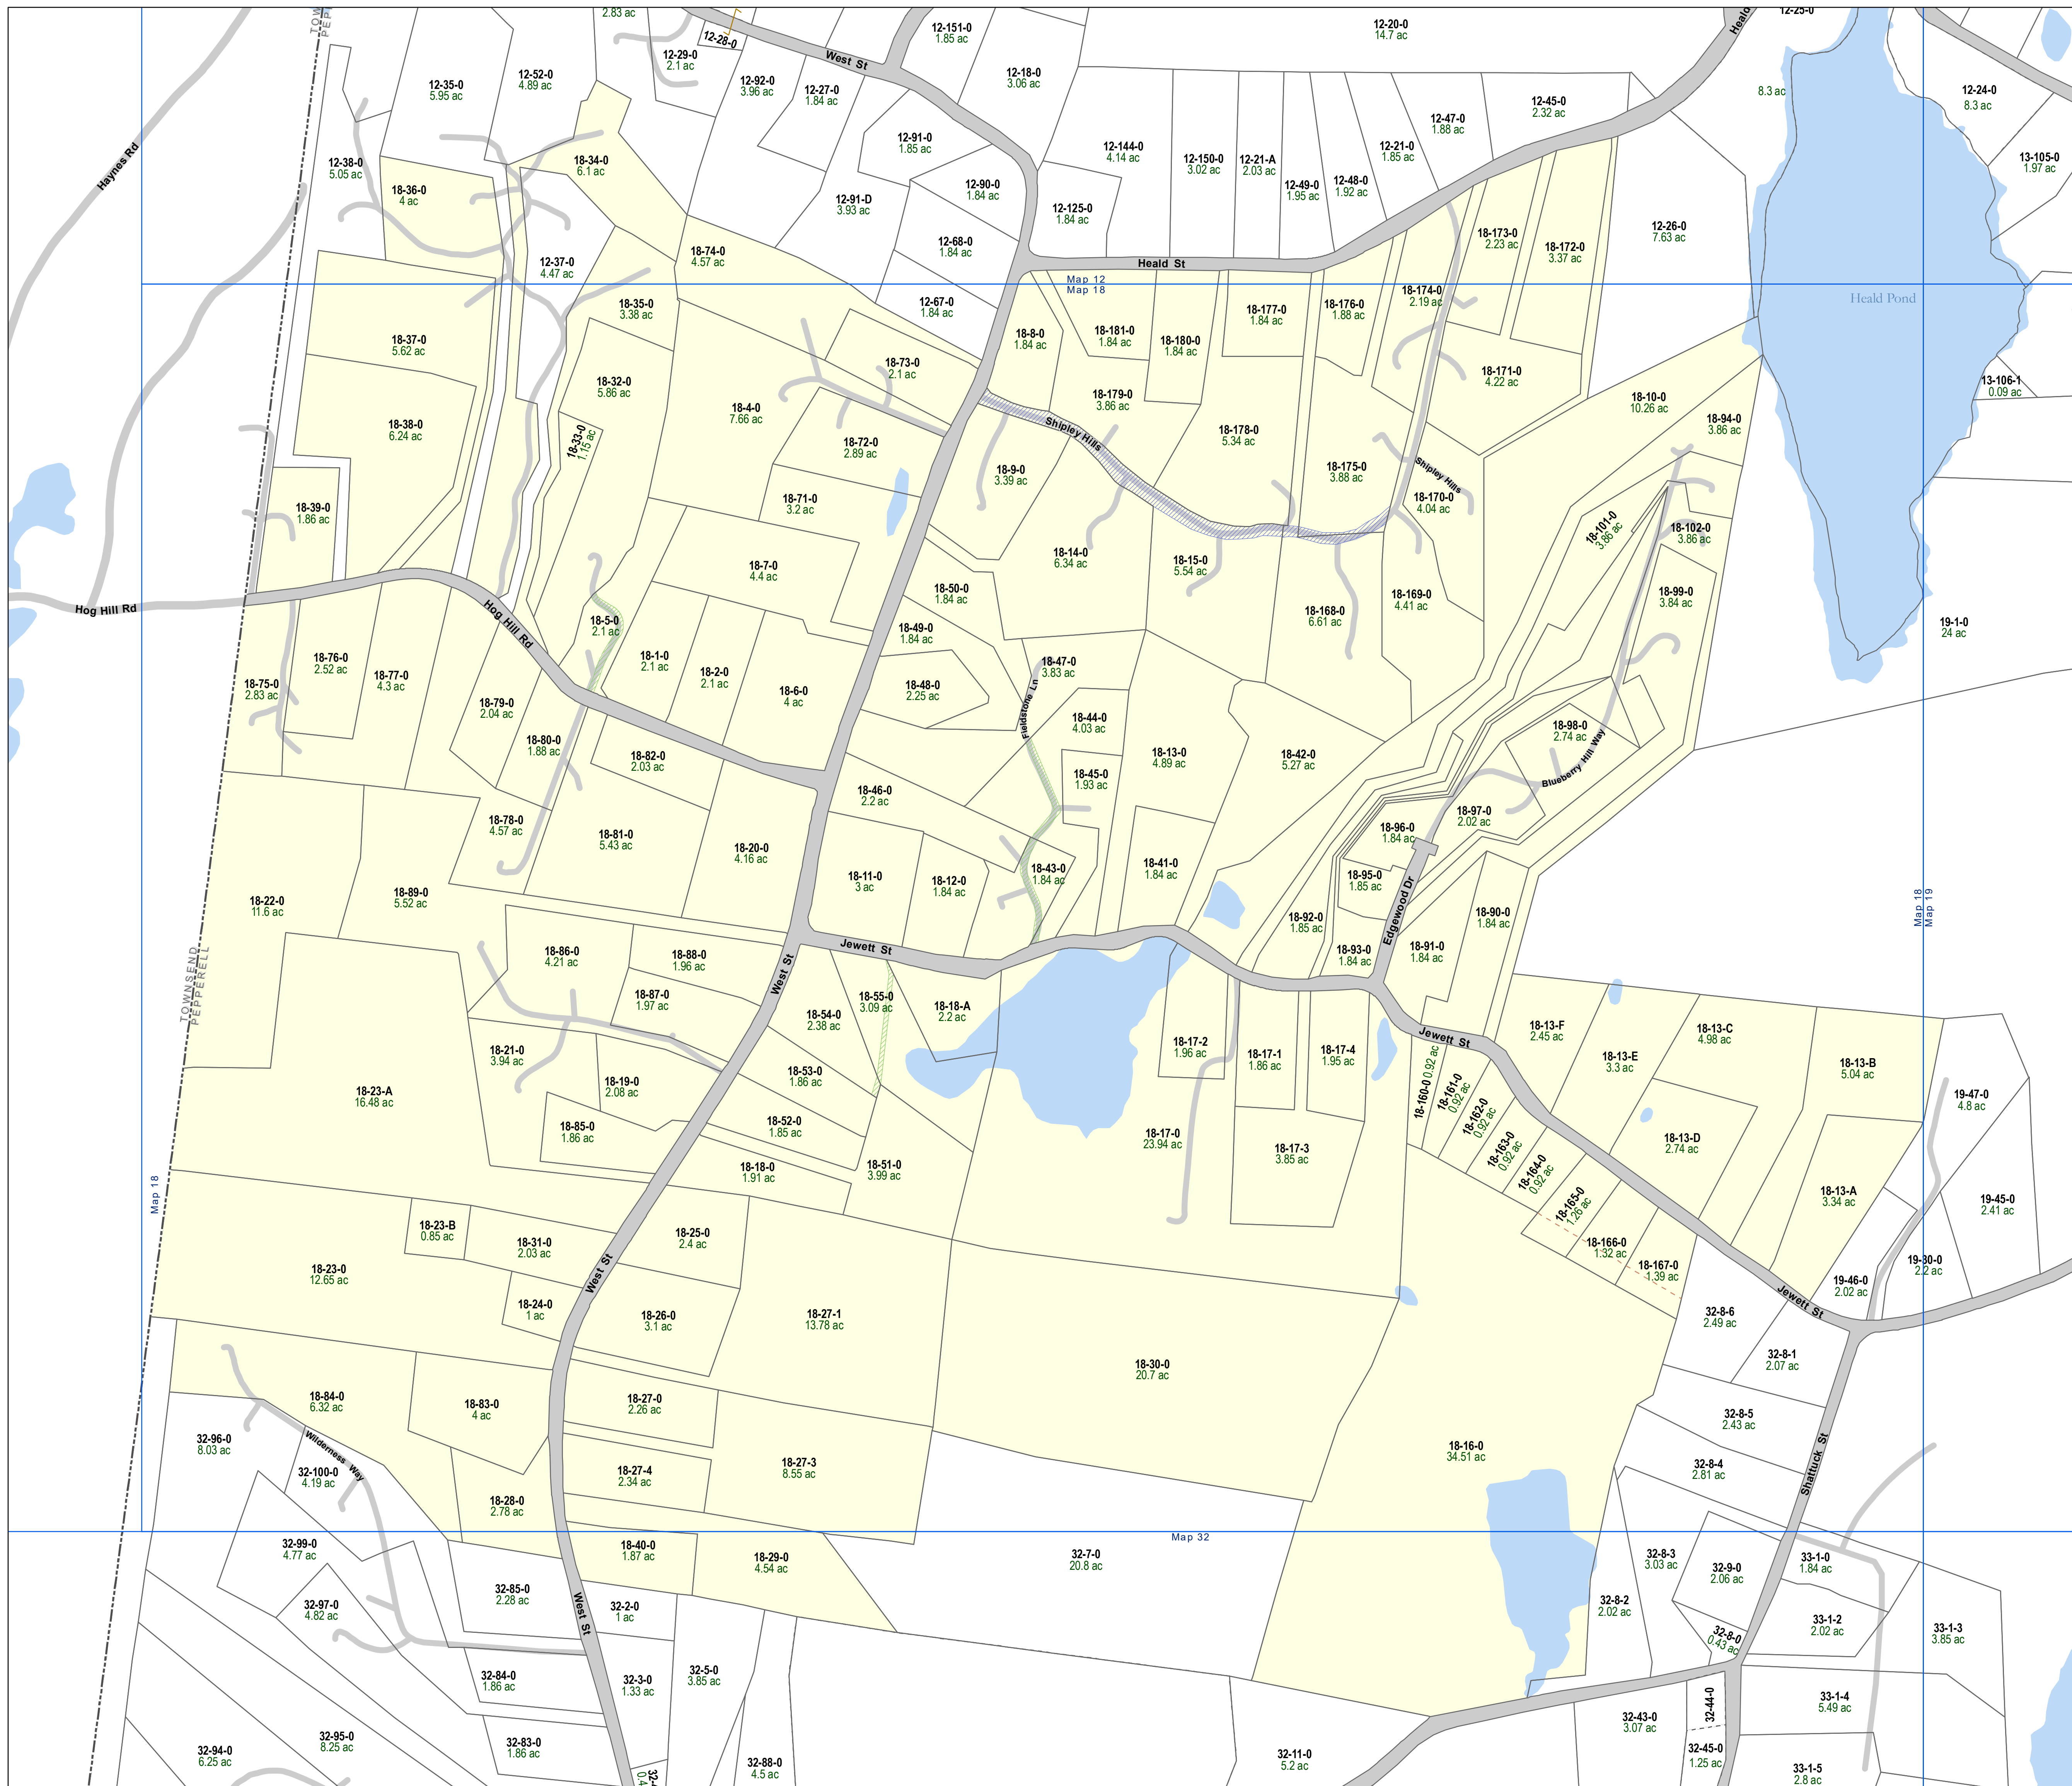 TOW
PEP
2.83 ac
12-28-0
West St
12-151-0
1.85 ac
12-20-0
14.7 ac
Heald
12-25-0
12-29-0
2.1 ac
12-35-0
5.95 ac
12-52-0
4.89 ac
12-92-0
3.96 ac
12-27-0
1.84 ac
12-18-0
3.06 ac
8.3 ac
12-24-0
8.3 ac
12-45-0
2.32 ac
12-47-0
1.88 ac
12-91-0
1.85 ac
12-144-0
4.14 ac
12-150-0
3.02 ac
12-21-A
2.03 ac
12-21-0
1.85 ac
12-49-0
1.95 ac
12-48-0
1.92 ac
13-105-0
1.97 ac
Haynes Rd
12-38-0
5.05 ac
18-34-0
6.1 ac
18-36-0
4 ac
12-90-0
1.84 ac
12-91-D
3.93 ac
12-125-0
1.84 ac
12-26-0
7.63 ac
18-173-0
2.23 ac
18-172-0
3.37 ac
12-68-0
1.84 ac
18-74-0
4.57 ac
12-37-0
4.47 ac
Heald St
Map 12
Map 18
18-174-0
2.19 ac
Heald Pond
18-35-0
3.38 ac
12-67-0
1.84 ac
18-8-0
1.84 ac
18-181-0
1.84 ac
18-180-0
1.84 ac
18-177-0
1.84 ac
18-176-0
1.88 ac
18-37-0
5.62 ac
18-73-0
2.1 ac
18-171-0
4.22 ac
13-106-1
0.09 ac
18-32-0
5.86 ac
18-4-0
7.66 ac
18-179-0
3.86 ac
18-10-0
10.26 ac
18-94-0
3.86 ac
18-38-0
6.24 ac
18-33-0
1.15 ac
18-72-0
2.89 ac
Shipley Hills
18-178-0
5.34 ac
18-9-0
3.39 ac
18-175-0
3.88 ac
Shipley Hills
18-170-0
4.04 ac
18-39-0
1.86 ac
18-71-0
3.2 ac
18-101-0
3.86 ac
18-102-0
3.86 ac
18-14-0
6.34 ac
18-15-0
5.54 ac
18-7-0
4.4 ac
18-50-0
1.84 ac
18-169-0
4.41 ac
18-99-0
3.84 ac
Hog Hill Rd
Hog Hill Rd
18-5-0
2.1 ac
18-49-0
1.84 ac
18-168-0
6.61 ac
19-1-0
24 ac
18-76-0
2.52 ac
18-1-0
2.1 ac
18-2-0
2.1 ac
18-47-0
3.83 ac
18-77-0
4.3 ac
18-75-0
2.83 ac
18-6-0
4 ac
18-48-0
2.25 ac
Fieldstone Ln
18-79-0
2.04 ac
18-44-0
4.03 ac
18-98-0
2.74 ac
18-80-0
1.88 ac
18-82-0
2.03 ac
18-13-0
4.89 ac
18-42-0
5.27 ac
Blueberry Hill Way
18-45-0
1.93 ac
18-46-0
2.2 ac
18-97-0
2.02 ac
18-78-0
4.57 ac
18-81-0
5.43 ac
18-20-0
4.16 ac
18-96-0
1.84 ac
18-41-0
1.84 ac
18-11-0
3 ac
18-12-0
1.84 ac
18-43-0
1.84 ac
18-95-0
1.85 ac
18-22-0
11.6 ac
18-89-0
5.52 ac
Edgewood Dr
18-92-0
1.85 ac
18-90-0
1.84 ac
Map 18
Map 19
18-93-0
1.84 ac
18-91-0
1.84 ac
Jewett St
18-86-0
4.21 ac
18-88-0
1.96 ac
West St
TOWNSEND
PEPPERELL
18-87-0
1.97 ac
18-55-0
3.09 ac
18-18-A
2.2 ac
18-54-0
2.38 ac
18-13-F
2.45 ac
18-13-C
4.98 ac
Jewett St
18-17-2
1.96 ac
18-17-1
1.86 ac
18-17-4
1.95 ac
18-13-E
3.3 ac
18-13-B
5.04 ac
18-21-0
3.94 ac
18-19-0
2.08 ac
18-53-0
1.86 ac
18-160-0 0.92 ac
18-161-0
0.92 ac
18-162-0
0.92 ac
18-163-0
0.92 ac
18-164-0
0.92 ac
18-165-0
1.26 ac
18-23-A
16.48 ac
19-47-0
4.8 ac
18-85-0
1.86 ac
18-52-0
1.85 ac
18-17-0
23.94 ac
18-17-3
3.85 ac
18-13-D
2.74 ac
18-18-0
1.91 ac
18-51-0
3.99 ac
18-13-A
3.34 ac
19-45-0
2.41 ac
Map 18
18-23-B
0.85 ac
18-31-0
2.03 ac
18-25-0
2.4 ac
18-166-0
1.32 ac
18-167-0
1.39 ac
18-23-0
12.65 ac
West St
19-30-0
2.2 ac
19-46-0
2.02 ac
Jewett St
18-24-0
1 ac
18-26-0
3.1 ac
18-27-1
13.78 ac
32-8-6
2.49 ac
32-8-1
2.07 ac
18-30-0
20.7 ac
18-84-0
6.32 ac
18-83-0
4 ac
18-27-0
2.26 ac
32-8-5
2.43 ac
32-96-0
8.03 ac
Wilderness Way
18-16-0
34.51 ac
32-100-0
4.19 ac
18-27-4
2.34 ac
18-27-3
8.55 ac
32-8-4
2.81 ac
Shattuck St
18-28-0
2.78 ac
Map 32
32-99-0
4.77 ac
18-40-0
1.87 ac
18-29-0
4.54 ac
32-7-0
20.8 ac
32-8-3
3.03 ac
32-9-0
2.06 ac
33-1-0
1.84 ac
32-97-0
4.82 ac
32-85-0
2.28 ac
West St
32-2-0
1 ac
32-8-2
2.02 ac
33-1-2
2.02 ac
32-8-0
0.43 ac
33-1-3
3.85 ac
32-84-0
1.86 ac
32-3-0
1.33 ac
32-5-0
3.85 ac
32-44-0
33-1-4
5.49 ac
32-43-0
3.07 ac
32-95-0
8.25 ac
32-94-0
6.25 ac
32-83-0
1.86 ac
32-88-0
4.5 ac
32-11-0
5.2 ac
32-45-0
1.25 ac
33-1-5
2.8 ac